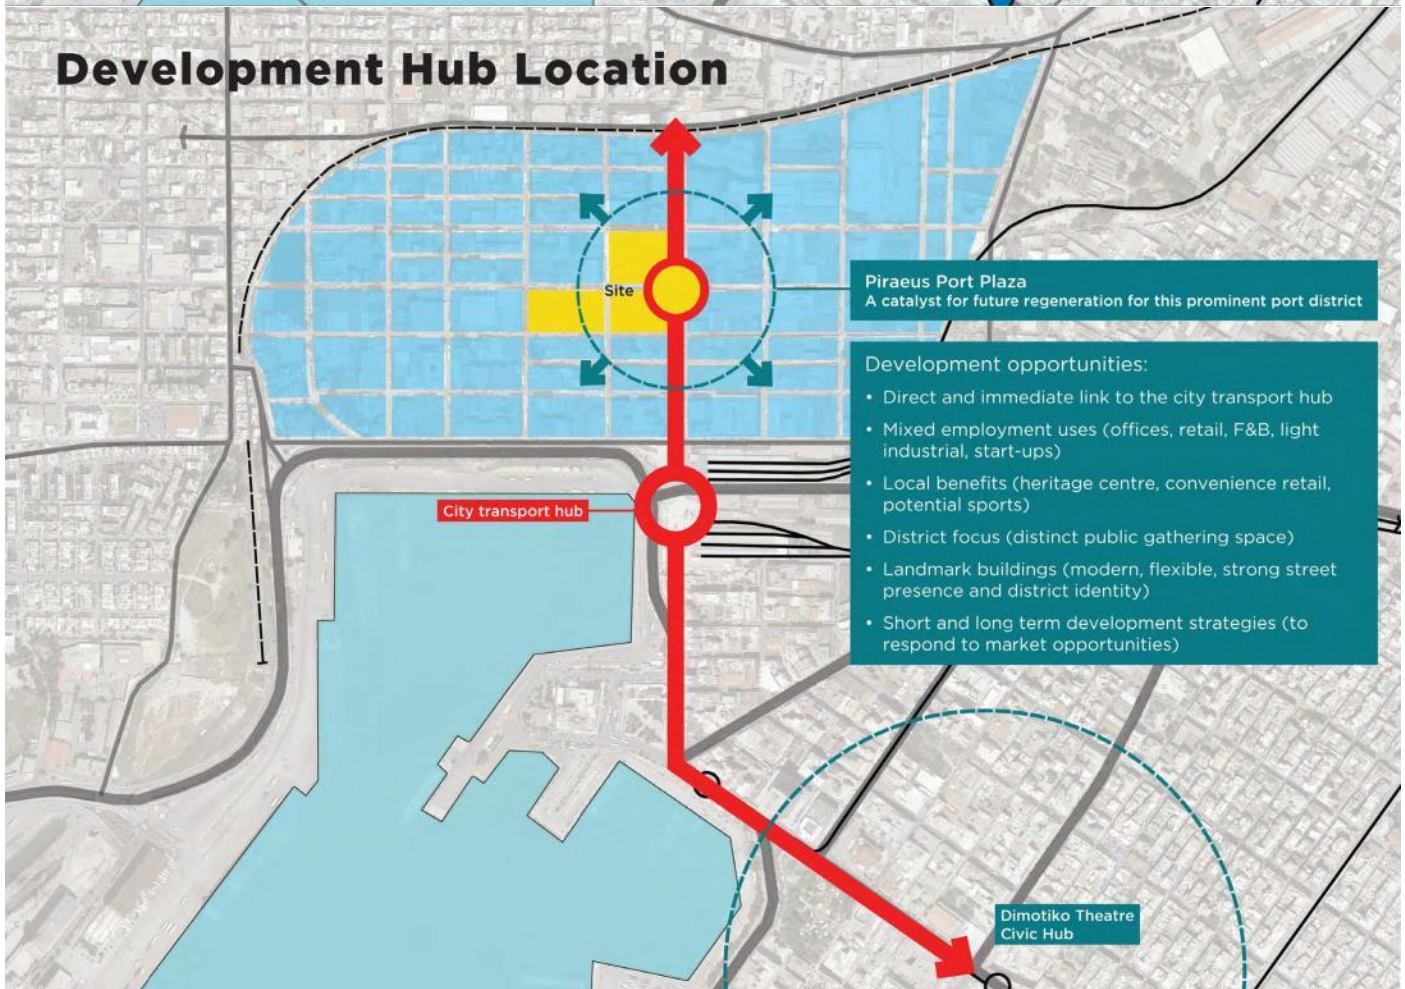 Development Hub Location
Site
Piraeus Port Plaza
A catalyst for future regeneration for this prominent port district
Development opportunities:
• Direct and immediate link to the city transport hub
• Mixed employment uses (offices, retail, F&B, light
industrial, start-ups)
• Local benefits (heritage centre, convenience retail,
potential sports)
• District focus (distinct public gathering space)
• Landmark buildings (modern, flexible, strong street
presence and district identity)
• Short and long term development strategies (to
respond to market opportunities)
City transport hub
Dimotiko Theatre
Civic Hub